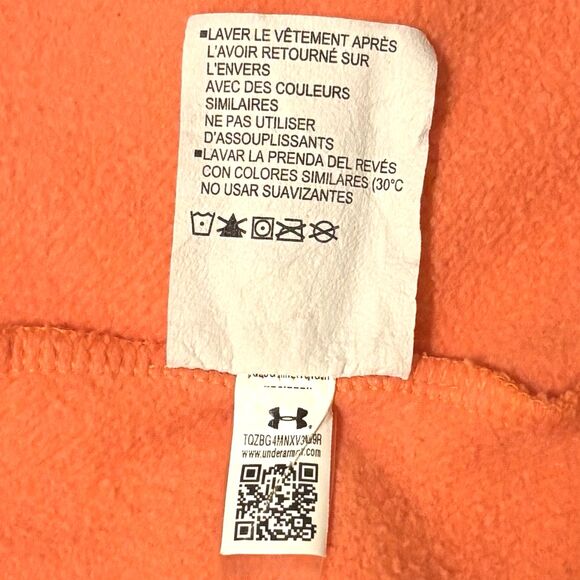 ▪LAVER LE VÊTEMENT APRÈS
L'AVOIR RETOURNÉ SUR
L'ENVERS
AVEC DES COULEURS
SIMILAIRES
NE PAS UTILISER
D'ASSOUPLISSANTS
▪LAVAR LA PRENDA DEL REVÉS
CON COLORES SIMILARES (30°C
NO USAR SUAVIZANTES
www.underarmour.com